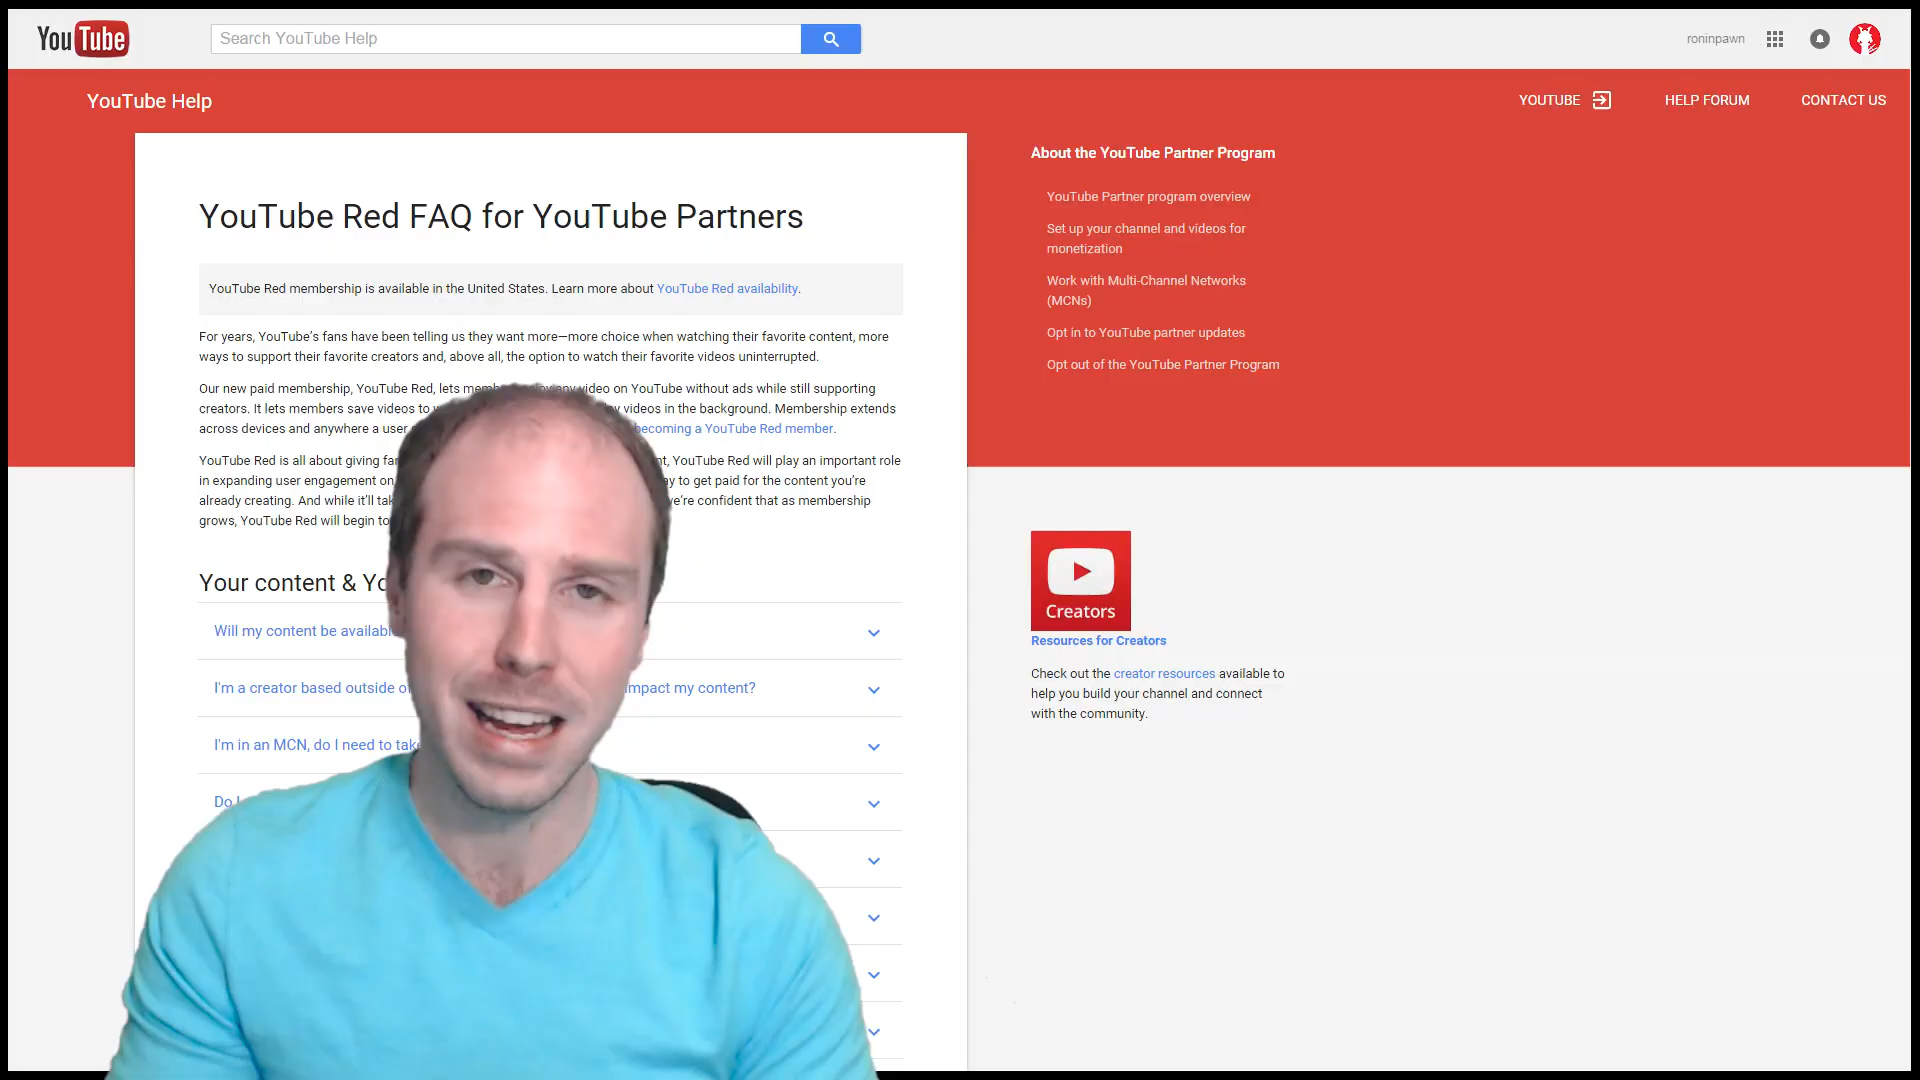 YouTube
Search YouTube Help
roninpawn
YouTube Help
YOUTUBE
HELP FORUM
CONTACT US
YouTube Red FAQ for YouTube Partners
YouTube Red membership is available in the United States. Learn more about YouTube Red availability.
For years, YouTube’s fans have been telling us they want more—more choice when watching their favorite content, more
ways to support their favorite creators and, above all, the option to watch their favorite videos uninterrupted.
Our new paid membership, YouTube Red, lets any video on YouTube without ads while still supporting
creators. It lets members save videos to videos in the background. Membership extends
across devices and anywhere a user becoming a YouTube Red member.
YouTube Red is all about giving YouTube Red will play an important role
in expanding user engagement on to get paid for the content you’re
already creating. And while it’ll we’re confident that as membership
grows, YouTube Red will begin to
Your content &
Will my content be
I'm a creator based outside impact my content?
I'm in an MCN, do I need to
Do
About the YouTube Partner Program
YouTube Partner program overview
Set up your channel and videos for
monetization
Work with Multi-Channel Networks
(MCNs)
Opt in to YouTube partner updates
Opt out of the YouTube Partner Program
Creators
Resources for Creators
Check out the creator resources available to
help you build your channel and connect
with the community.